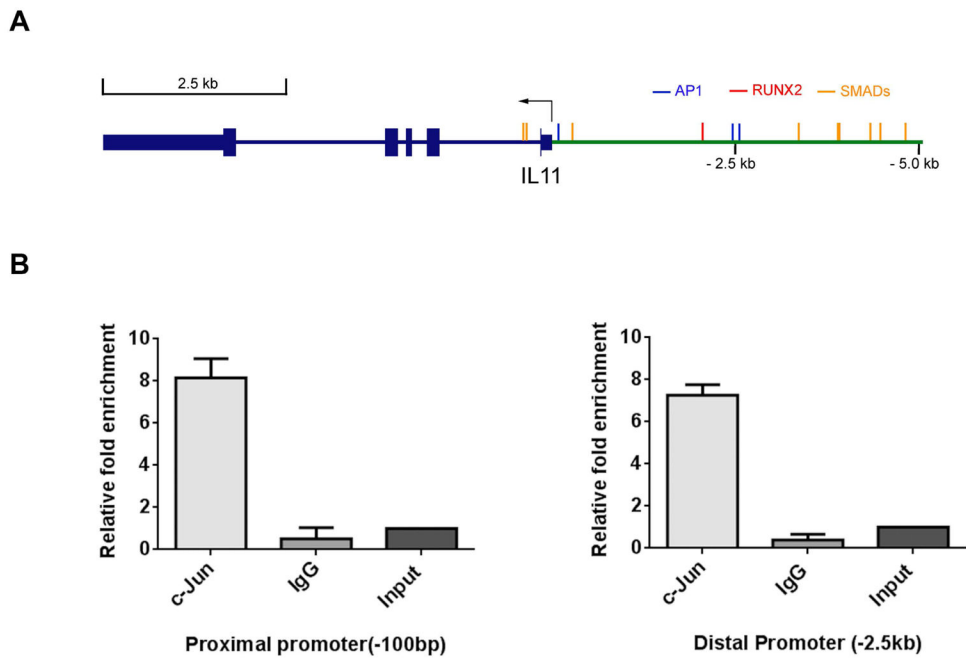 A
2.5 kb
AP1 RUNX2 SMADs
IL11
- 2.5 kb - 5.0 kb
B
Relative fold enrichment
10
8
6
4
2
0
c-Jun IgG Input
Proximal promoter(-100bp)
Relative fold enrichment
10
8
6
4
2
0
c-Jun IgG Input
Distal Promoter (-2.5kb)